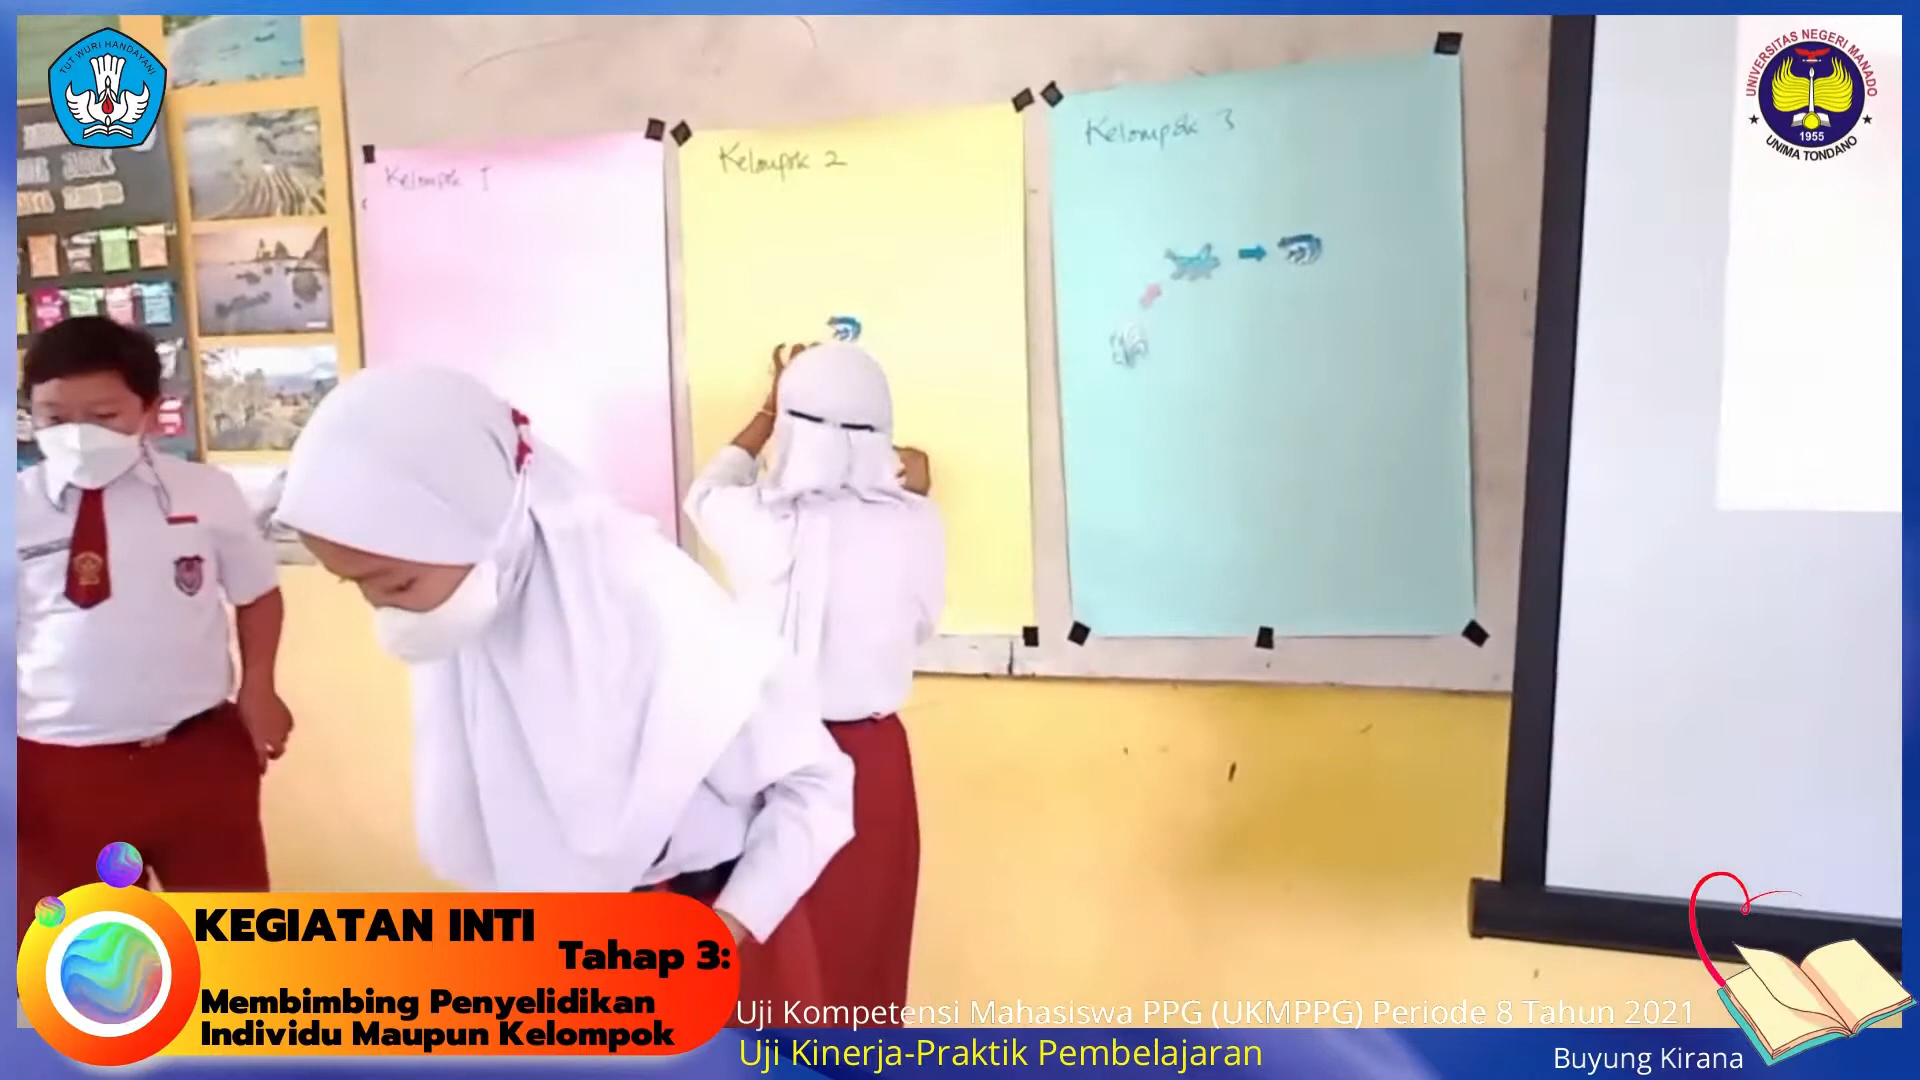 TUT WURI HANDAYANI
UNIVERSITAS NEGERI MANADO
1955
UNIMA TONDANO
Kelompok I
Kelompok 2
Kelompok 3
KEGIATAN INTI
Tahap 3:
Membimbing Penyelidikan
Individu Maupun Kelompok
Uji Kompetensi Mahasiswa PPG (UKMPPG) Periode 8 Tahun 2021
Uji Kinerja-Praktik Pembelajaran
Buyung Kirana